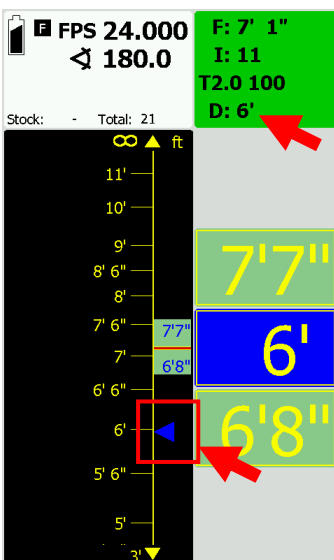 F FPS 24.000
180.0
Stock: - Total: 21
F: 7' 1"
I: 11
T2.0 100
D: 6'
∞ ft
11'
10'
9'
8' 6"
8'
7' 6"
7'
6' 6"
6'
5' 6"
5'
3'
7'7"
6'8"
7'7"
6'
6'8"